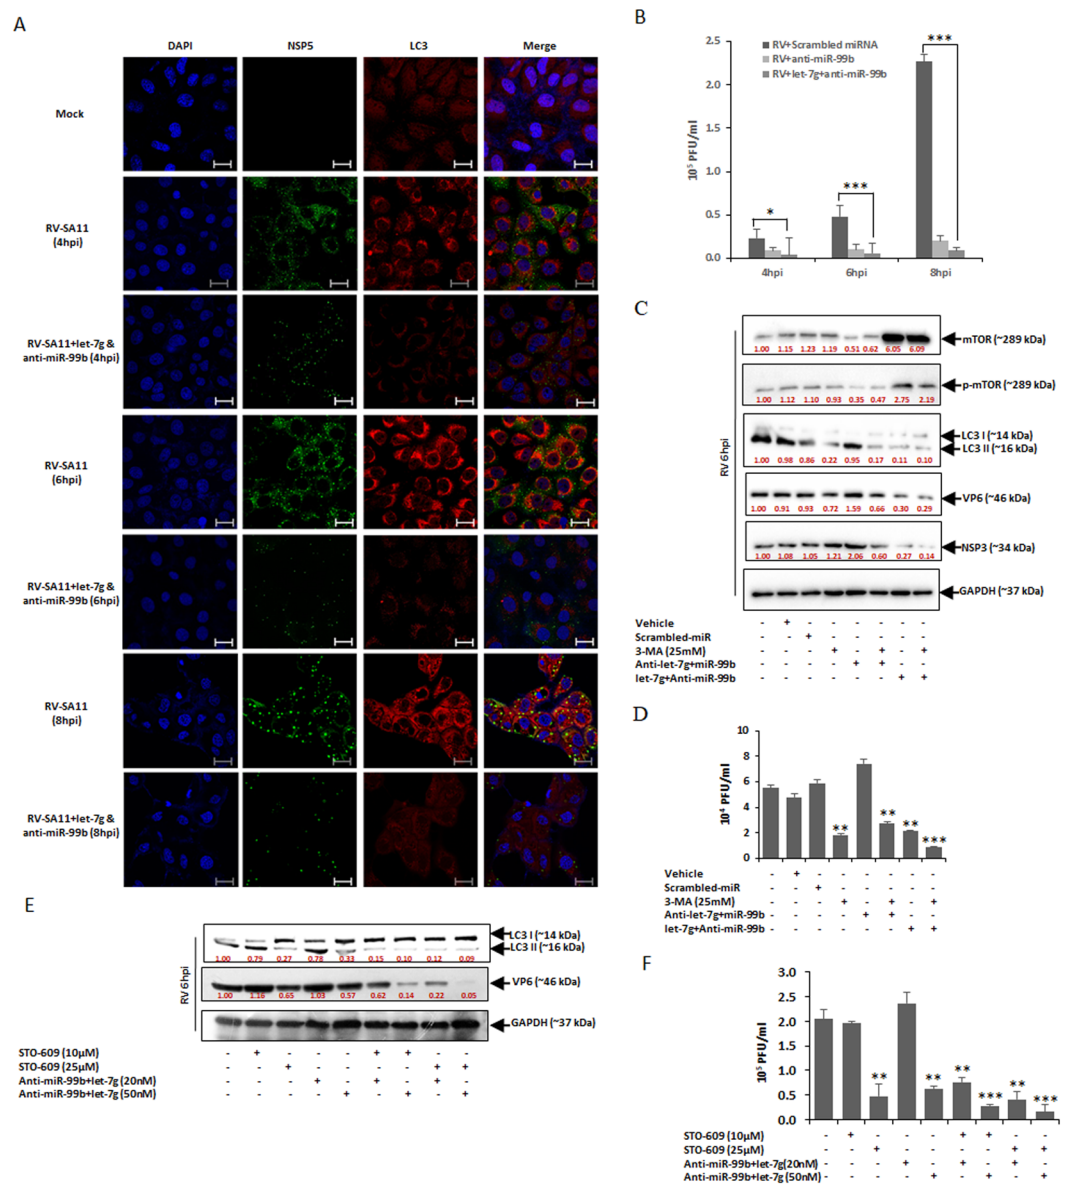 A
DAPI NSP5 LC3 Merge
Mock
RV-SA11
(4hpi)
RV-SA11+let-7g &
anti-miR-99b (4hpi)
RV-SA11
(6hpi)
RV-SA11+let-7g &
anti-miR-99b (6hpi)
RV-SA11
(8hpi)
RV-SA11+let-7g &
anti-miR-99b (8hpi)
B
10⁵ PFU/ml
2.5
2.0
1.5
1.0
0.5
0.0
RV+Scrambled miRNA
RV+anti-miR-99b
RV+let-7g+anti-miR-99b
* *** ***
4hpi 6hpi 8hpi
C
RV 6hpi
mTOR (~289 kDa)
1.00 1.15 1.23 1.19 0.51 0.62 6.05 6.09
p-mTOR (~289 kDa)
1.00 1.12 1.10 0.93 0.35 0.47 2.75 2.19
LC3 I (~14 kDa)
LC3 II (~16 kDa)
1.00 0.98 0.86 0.22 0.95 0.17 0.11 0.10
VP6 (~46 kDa)
1.00 0.91 0.93 0.72 1.59 0.66 0.30 0.29
NSP3 (~34 kDa)
1.00 1.08 1.05 1.21 2.06 0.60 0.27 0.14
GAPDH (~37 kDa)
Vehicle - + - - - - - -
Scrambled-miR - - + - - - - -
3-MA (25mM) - - - + - + - +
Anti-let-7g+miR-99b - - - - + + - -
let-7g+Anti-miR-99b - - - - - - + +
D
10⁴ PFU/ml
10
8
6
4
2
0
** ** ** ***
Vehicle - + - - - - - -
Scrambled-miR - - + - - - - -
3-MA (25mM) - - - + - + - +
Anti-let-7g+miR-99b - - - - + + - -
let-7g+Anti-miR-99b - - - - - - + +
E
RV 6hpi
LC3 I (~14 kDa)
LC3 II (~16 kDa)
1.00 0.79 0.27 0.78 0.33 0.15 0.10 0.12 0.09
VP6 (~46 kDa)
1.00 1.16 0.65 1.03 0.57 0.62 0.14 0.22 0.05
GAPDH (~37 kDa)
STO-609 (10μM) - + - - - + + - -
STO-609 (25μM) - - + - - - - + +
Anti-miR-99b+let-7g (20nM) - - - + - + - + -
Anti-miR-99b+let-7g (50nM) - - - - + - + - +
F
10⁵ PFU/ml
3.0
2.5
2.0
1.5
1.0
0.5
0.0
** ** ** *** ** ***
STO-609 (10μM) - + - - - + + - -
STO-609 (25μM) - - + - - - - + +
Anti-miR-99b+let-7g(20nM) - - - + - + - + -
Anti-miR-99b+let-7g (50nM) - - - - + - + - +